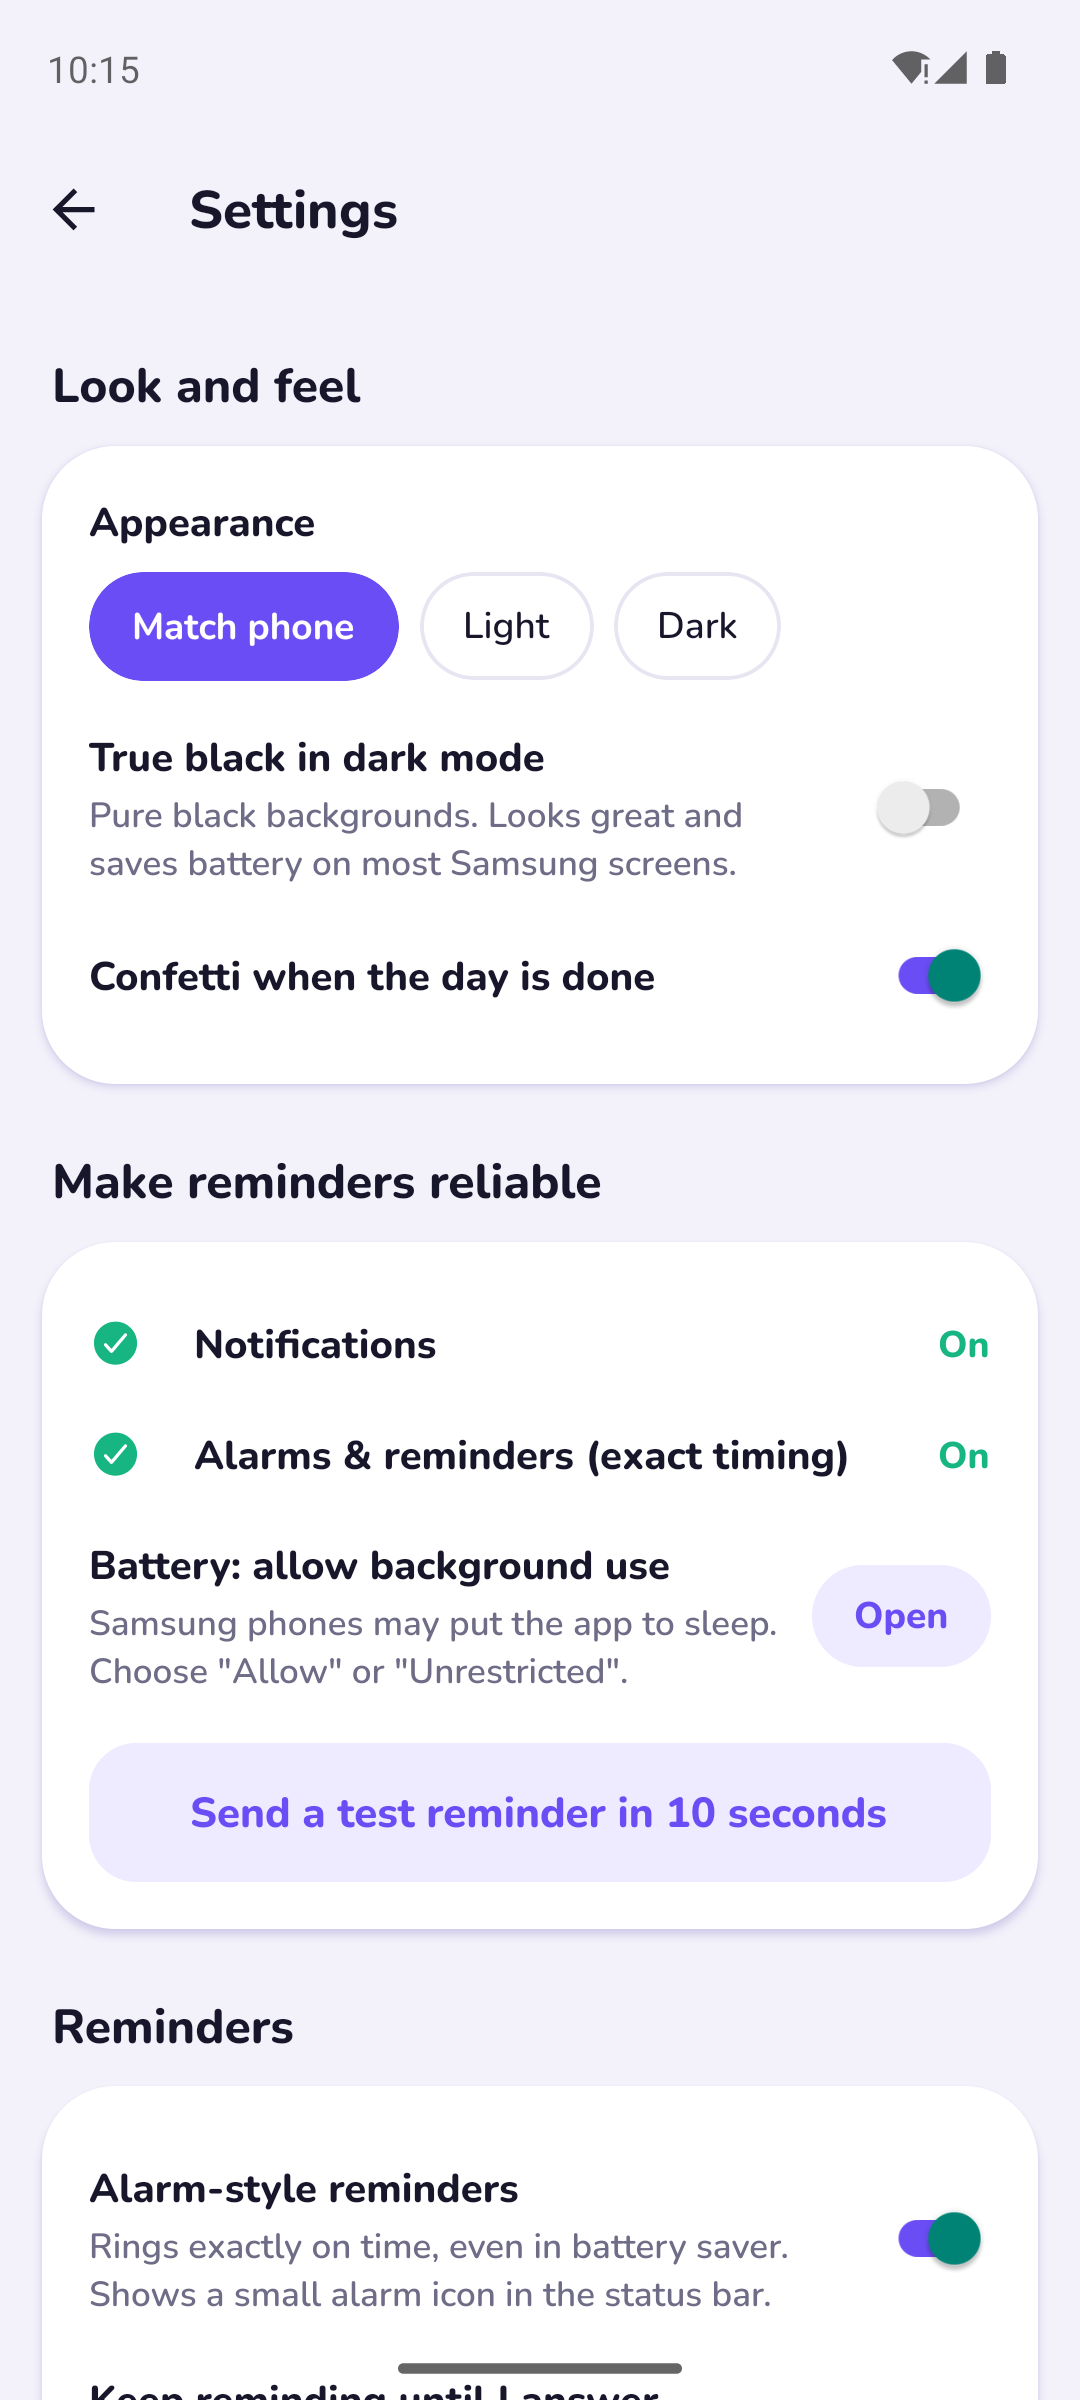 10:15
Settings
Look and feel
Appearance
Match phone
Light
Dark
True black in dark mode
Pure black backgrounds. Looks great and
saves battery on most Samsung screens.
Confetti when the day is done
Make reminders reliable
Notifications
On
Alarms & reminders (exact timing)
On
Battery: allow background use
Samsung phones may put the app to sleep.
Choose "Allow" or "Unrestricted".
Open
Send a test reminder in 10 seconds
Reminders
Alarm-style reminders
Rings exactly on time, even in battery saver.
Shows a small alarm icon in the status bar.
Keep reminding until I answer